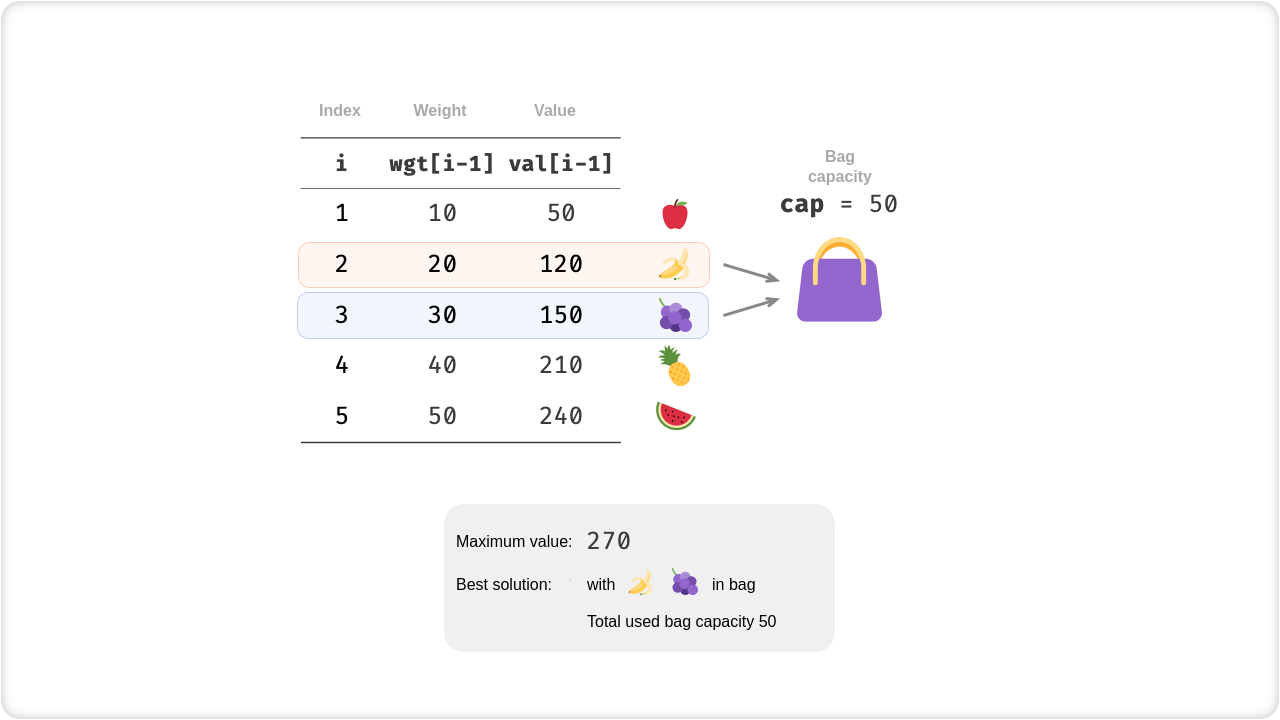 Index Weight Value
i wgt[i-1] val[i-1]
1 10 50
2 20 120
3 30 150
4 40 210
5 50 240
Bag
capacity
cap = 50
Maximum value: 270
Best solution: with in bag
Total used bag capacity 50